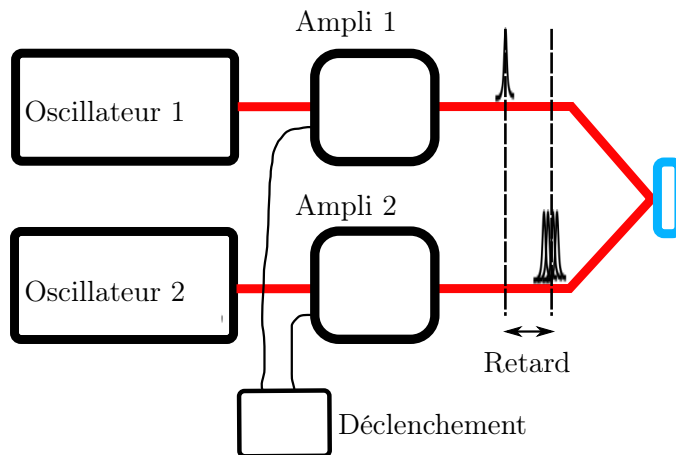 Ampli 1
Oscillateur 1
Ampli 2
Oscillateur 2
Retard
Déclenchement